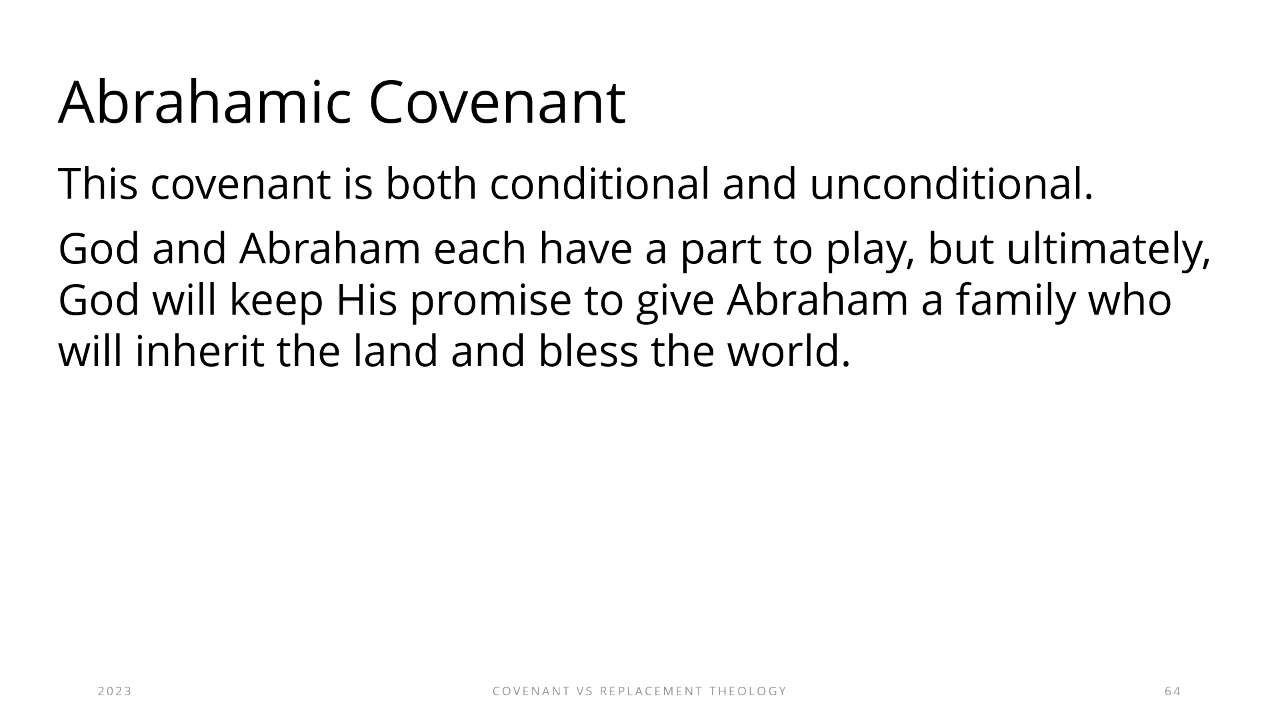 Abrahamic Covenant
This covenant is both conditional and unconditional.
God and Abraham each have a part to play, but ultimately,
God will keep His promise to give Abraham a family who
will inherit the land and bless the world.
2023
COVENANT VS REPLACEMENT THEOLOGY
64